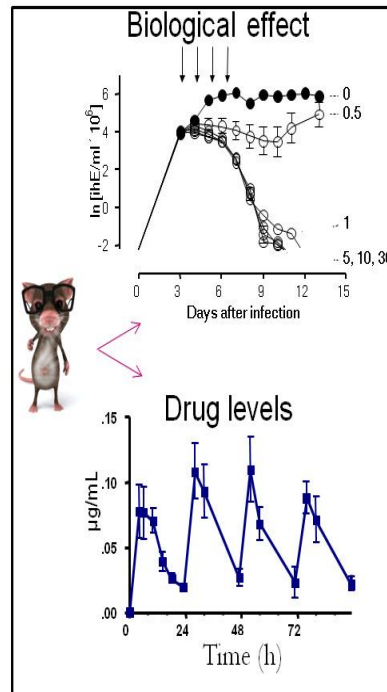 Biological effect
6
4
2
0
-2
ln [ihE/ml´ 10⁶]
0
0.5
1
5, 10, 30
0 3 6 9 12 15
Days after infection
Drug levels
.15
.10
.05
.00
µg/mL
0 24 48 72
Time (h)